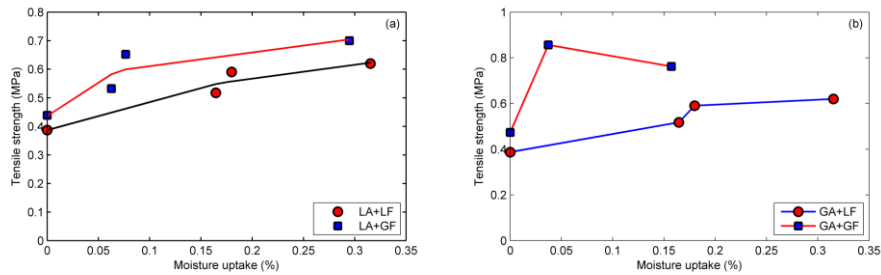 (a)
0.8
0.7
0.6
0.5
0.4
0.3
0.2
0.1
0
Tensile strength (MPa)
LA+LF
LA+GF
0 0.05 0.1 0.15 0.2 0.25 0.3 0.35
Moisture uptake (%)
(b)
1
0.8
0.6
0.4
0.2
0
Tensile strength (MPa)
GA+LF
GA+GF
0 0.05 0.1 0.15 0.2 0.25 0.3 0.35
Moisture uptake (%)